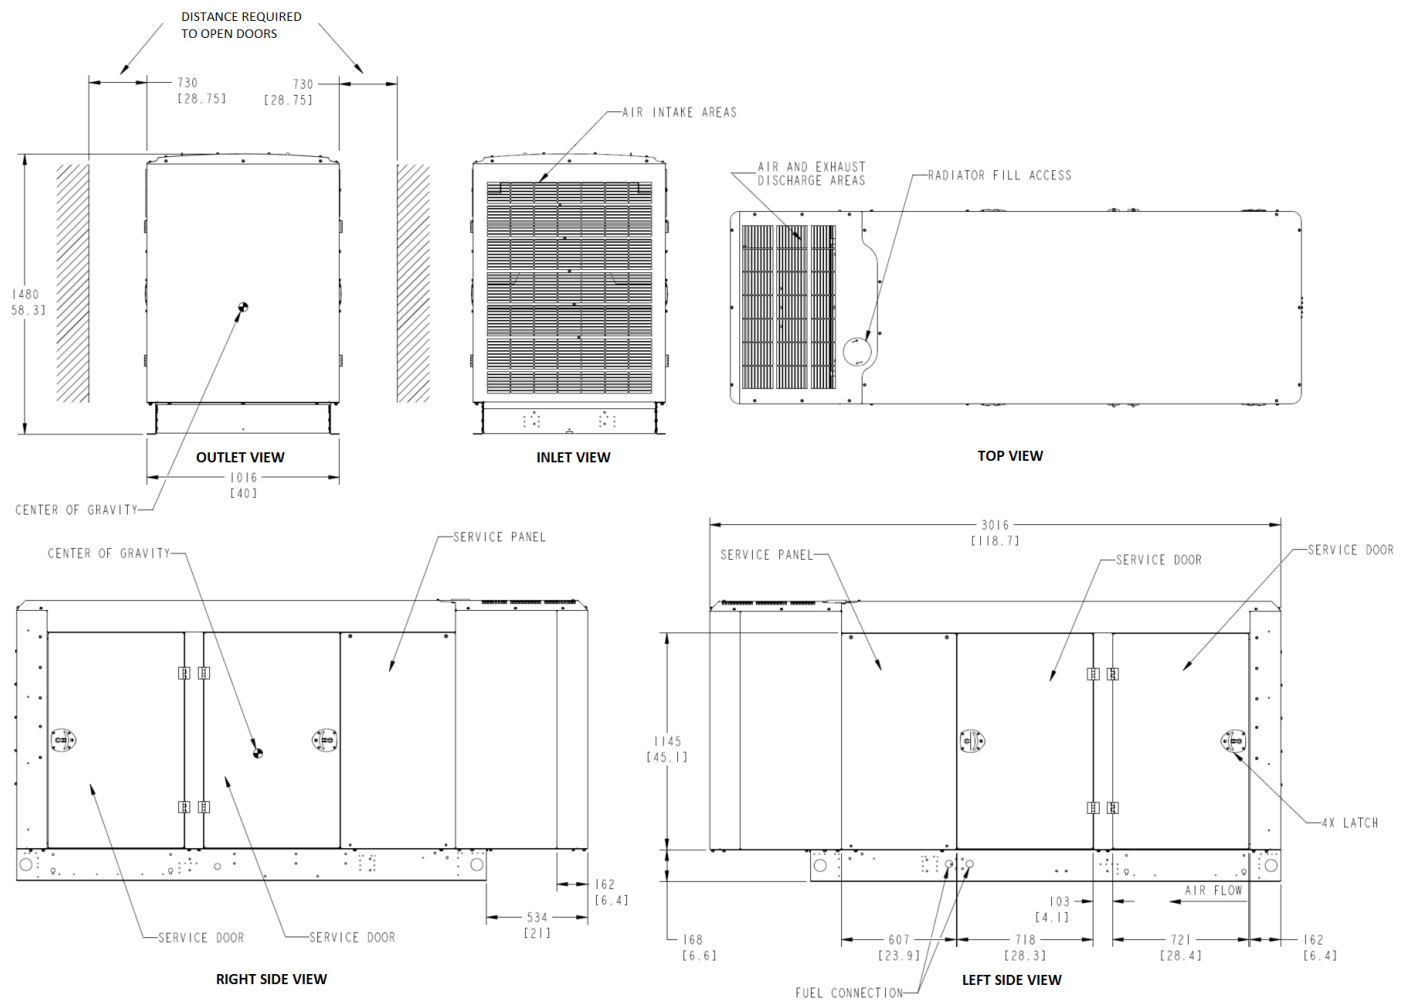 DISTANCE REQUIRED
TO OPEN DOORS
730
[28.75]
730
[28.75]
AIR INTAKE AREAS
AIR AND EXHAUST
DISCHARGE AREAS
RADIATOR FILL ACCESS
1480
58.3]
OUTLET VIEW
INLET VIEW
TOP VIEW
1016
[40]
CENTER OF GRAVITY
CENTER OF GRAVITY
SERVICE PANEL
3016
[118.7]
SERVICE PANEL
SERVICE DOOR
SERVICE DOOR
1145
[45.1]
4X LATCH
162
[6.4]
534
[21]
AIR FLOW
103
[4.1]
SERVICE DOOR
SERVICE DOOR
168
[6.6]
607
[23.9]
718
[28.3]
721
[28.4]
162
[6.4]
RIGHT SIDE VIEW
LEFT SIDE VIEW
FUEL CONNECTION